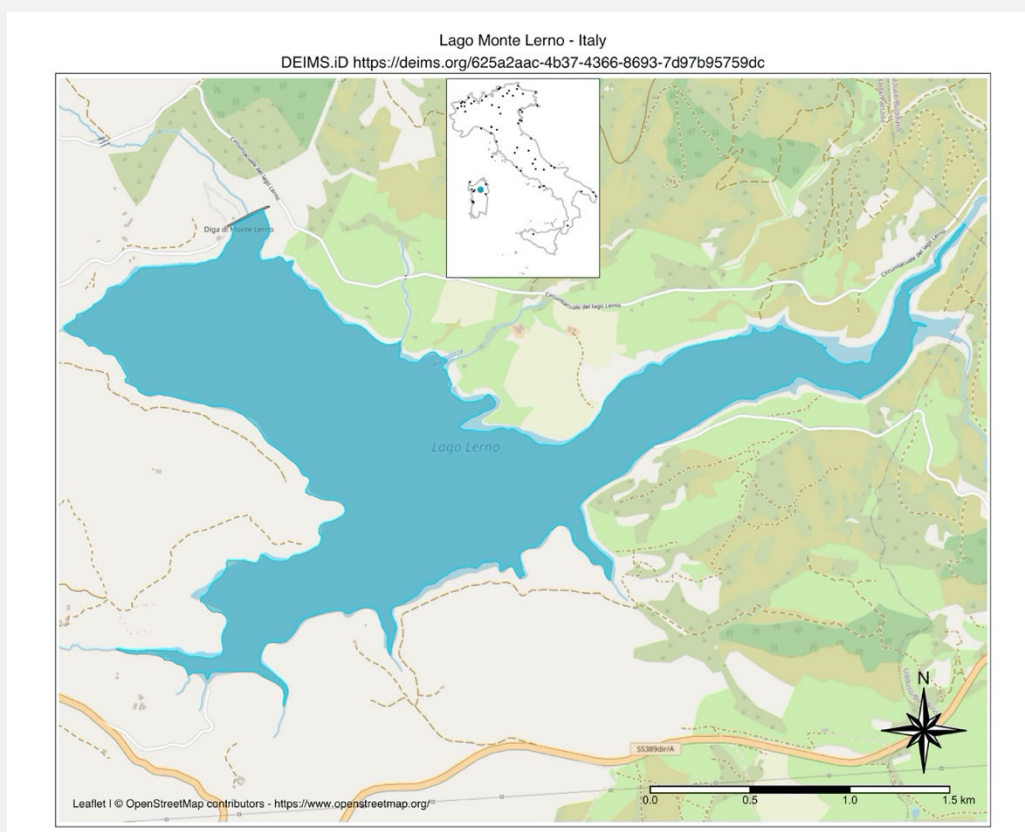 Lago Monte Lerno - Italy
DEIMS.iD https://deims.org/625a2aac-4b37-4366-8693-7d97b95759dc
Circumlacuale del lago Lerno
Diga di Monte Lerno
Circumlacuale del lago Lerno
Circumlacuale del lago Lerno
Lago Lerno
N
SS389dir/A
0.0 0.5 1.0 1.5 km
Leaflet | © OpenStreetMap contributors - https://www.openstreetmap.org/